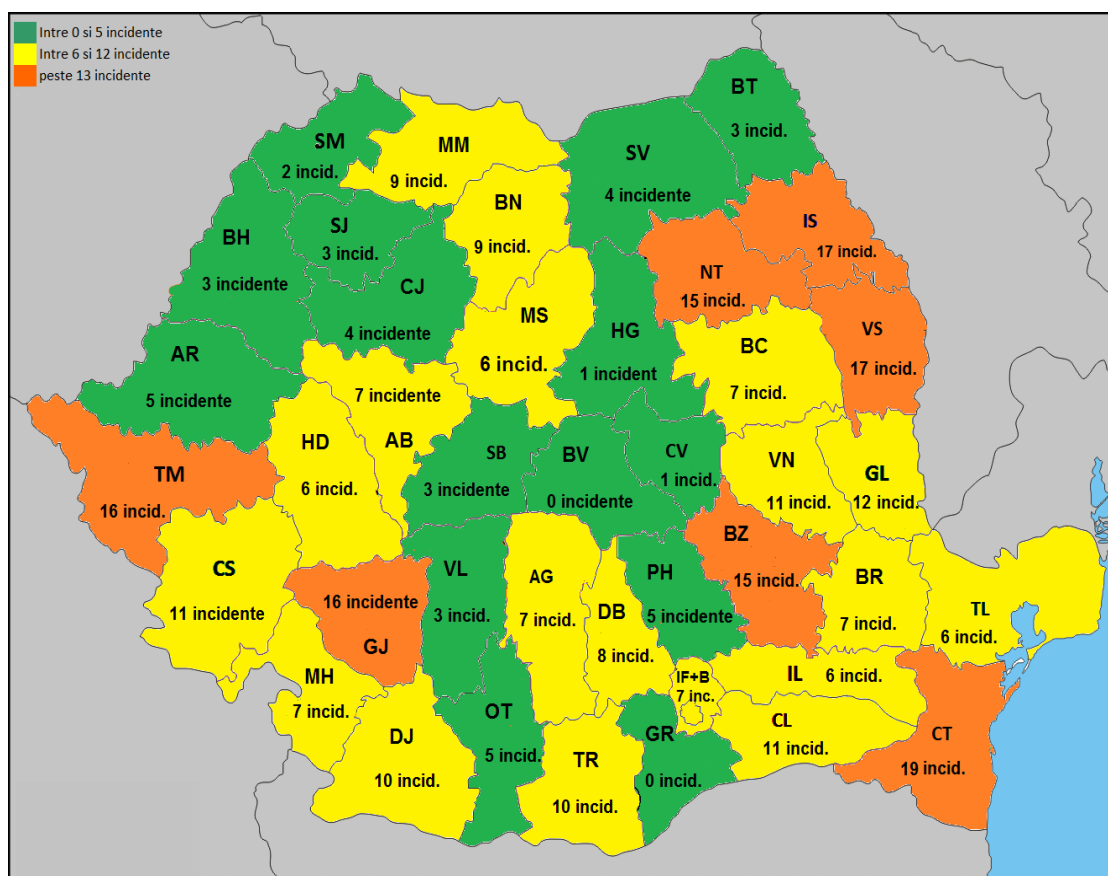 Intre 0 si 5 incidente
Intre 6 si 12 incidente
peste 13 incidente
BT
3 incid.
SM
2 incid.
MM
9 incid.
SV
4 incidente
BN
9 incid.
IS
17 incid.
SJ
3 incid.
BH
3 incidente
CJ
4 incidente
NT
15 incid.
MS
6 incid.
HG
1 incident
VS
17 incid.
BC
7 incid.
AR
5 incidente
7 incidente
AB
HD
6 incid.
SB
3 incidente
BV
0 incidente
CV
1 incid.
VN
11 incid.
GL
12 incid.
TM
16 incid.
BZ
15 incid.
CS
11 incidente
16 incidente
GJ
VL
3 incid.
AG
7 incid.
DB
8 incid.
PH
5 incidente
BR
7 incid.
TL
6 incid.
MH
7 incid.
IF+B
7 inc.
IL
6 incid.
DJ
10 incid.
OT
5 incid.
TR
10 incid.
GR
0 incid.
CL
11 incid.
CT
19 incid.